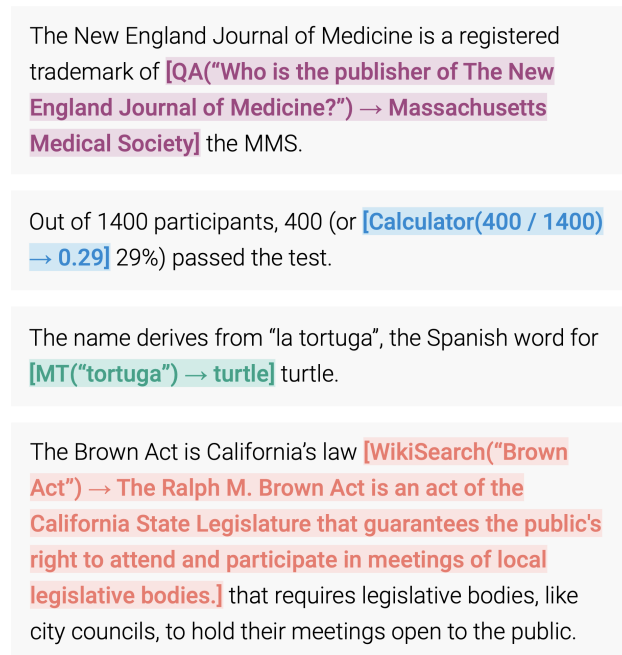 The New England Journal of Medicine is a registered
trademark of [QA(“Who is the publisher of The New
England Journal of Medicine?”) → Massachusetts
Medical Society] the MMS.
Out of 1400 participants, 400 (or [Calculator(400 / 1400)
→ 0.29] 29%) passed the test.
The name derives from “la tortuga”, the Spanish word for
[MT(“tortuga”) → turtle] turtle.
The Brown Act is California’s law [WikiSearch(“Brown
Act”) → The Ralph M. Brown Act is an act of the
California State Legislature that guarantees the public's
right to attend and participate in meetings of local
legislative bodies.] that requires legislative bodies, like
city councils, to hold their meetings open to the public.